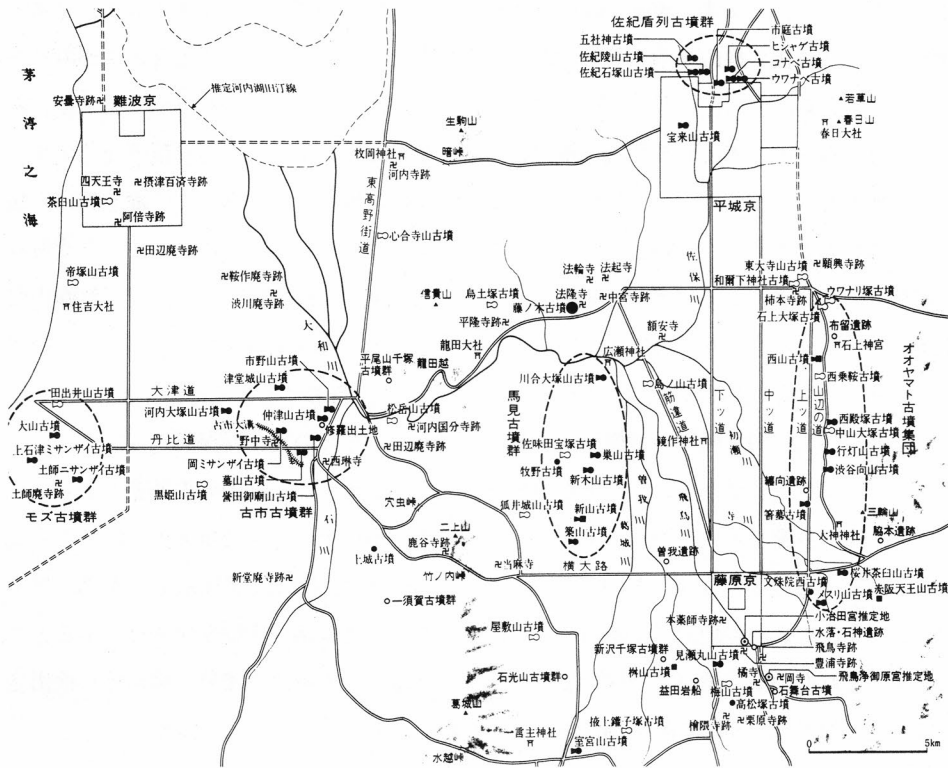 佐紀盾列古墳群
市庭古墳
五社神古墳
ヒシャゲ古墳
佐紀陵山古墳
コナベ古墳
佐紀石塚山古墳
ウワナベ古墳
茅渟之海
安曇寺跡
難波京
推定河内湖旧汀線
若草山
春日山
春日大社
生駒山
暗峠
宝来山古墳
枚岡神社
河内寺跡
四天王寺
摂津百済寺跡
茶臼山古墳
阿倍寺跡
東高野街道
平城京
田辺廃寺跡
心合寺山古墳
佐保川
帝塚山古墳
鞍作廃寺跡
渋川廃寺跡
住吉大社
法輪寺
法起寺
東大寺山古墳
願興寺跡
和爾下神社古墳
ウワナリ塚古墳
信貴山
烏土塚古墳
法隆寺
藤ノ木古墳
中宮寺跡
柿本寺跡
石上大塚古墳
平隆寺跡
額安寺
布留遺跡
石上神宮
大和川
龍田大社
広瀬神社
西山古墳
市野山古墳
平尾山千塚古墳群
龍田越
津堂城山古墳
川合大塚山古墳
島ノ山古墳
西乗鞍古墳
オオヤマト古墳集団
田出井山古墳
大津道
松岳山古墳
馬見古墳群
筋違道
下ツ道
中ツ道
上ツ道
山辺の道
河内大塚山古墳
仲津山古墳
修羅出土地
河内国分寺跡
西殿塚古墳
大山古墳
古市大溝
中山大塚古墳
上石津ミサンザイ古墳
丹比道
野中寺
田辺廃寺跡
佐味田宝塚古墳
鏡作神社
初瀬川
行灯山古墳
西琳寺
巣山古墳
渋谷向山古墳
土師ニサンザイ古墳
岡ミサンザイ古墳
牧野古墳
新木山古墳
土師廃寺跡
墓山古墳
黒姫山古墳
誉田御廟山古墳
穴虫峠
曽我川
飛鳥川
寺川
纒向遺跡
モズ古墳群
古市古墳群
石川
狐井城山古墳
新山古墳
葛城川
箸墓古墳
三輪山
二上山
大神神社
脇本遺跡
鹿谷寺跡
築山古墳
上城古墳
当麻寺
曽我遺跡
竹ノ内峠
横大路
新堂廃寺跡
藤原京
文殊院西古墳
桜井茶臼山古墳
一須賀古墳群
メスリ山古墳
赤阪天王山古墳
小治田宮推定地
本薬師寺跡
水落・石神遺跡
屋敷山古墳
飛鳥寺跡
新沢千塚古墳群
見瀬丸山古墳
豊浦寺跡
桝山古墳
橘寺
岡寺
飛鳥浄御原宮推定地
石光山古墳群
益田岩船
梅山古墳
石舞台古墳
高松塚古墳
葛城山
掖上鑵子塚古墳
檜隈寺跡
栗原寺跡
一言主神社
室宮山古墳
水越峠
0 5km